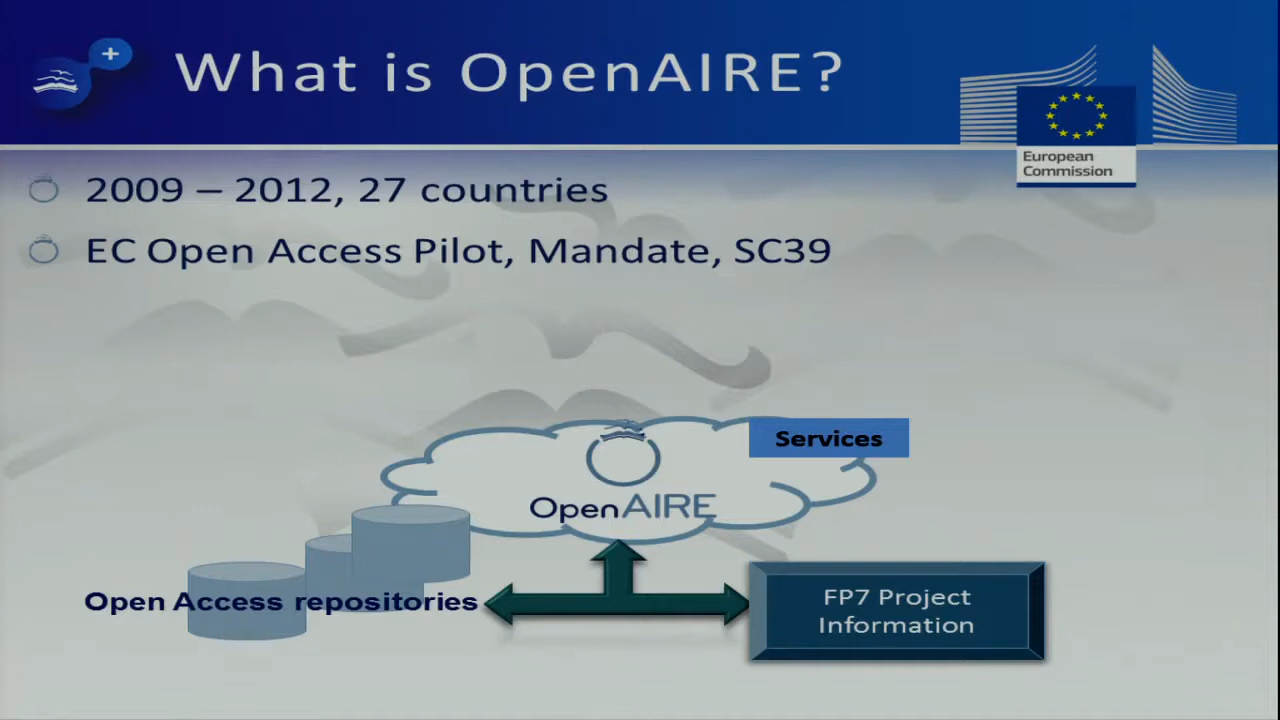 What is OpenAIRE?
European
Commission
2009 – 2012, 27 countries
EC Open Access Pilot, Mandate, SC39
Services
OpenAIRE
Open Access repositories
FP7 Project
Information